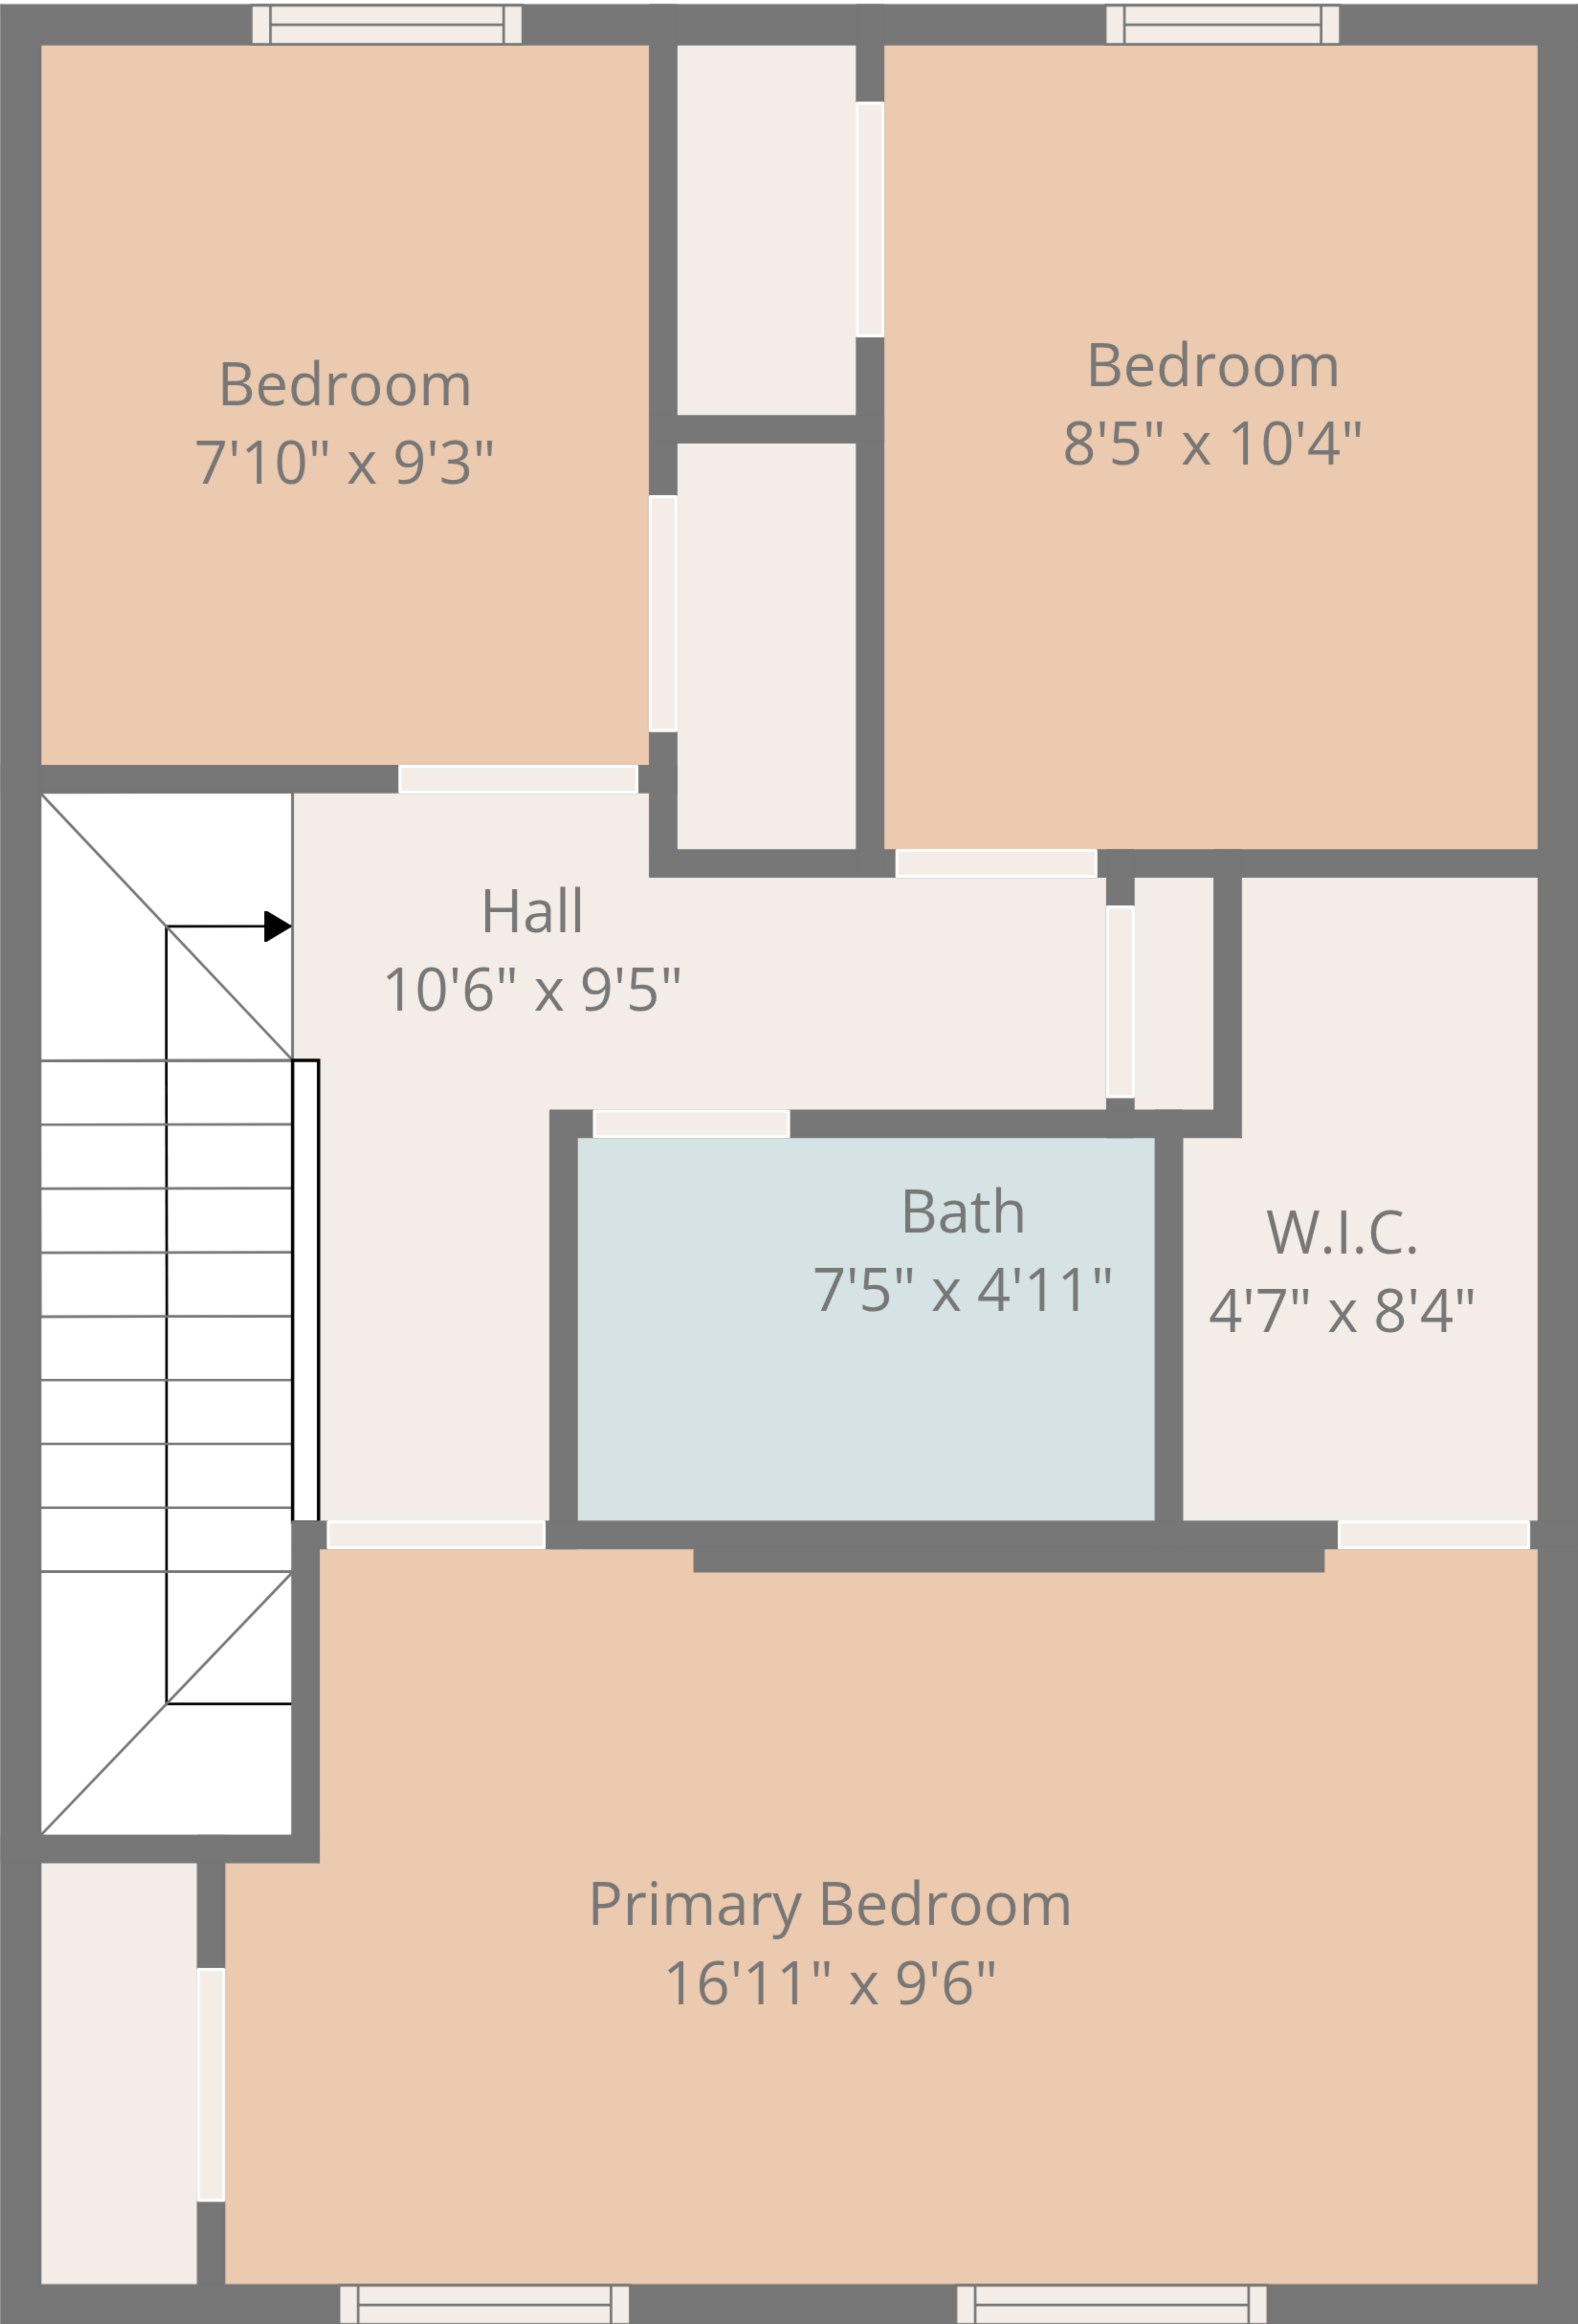 Bedroom
7'10" x 9'3"
Bedroom
8'5" x 10'4"
Hall
10'6" x 9'5"
Bath
7'5" x 4'11"
W.I.C.
4'7" x 8'4"
Primary Bedroom
16'11" x 9'6"